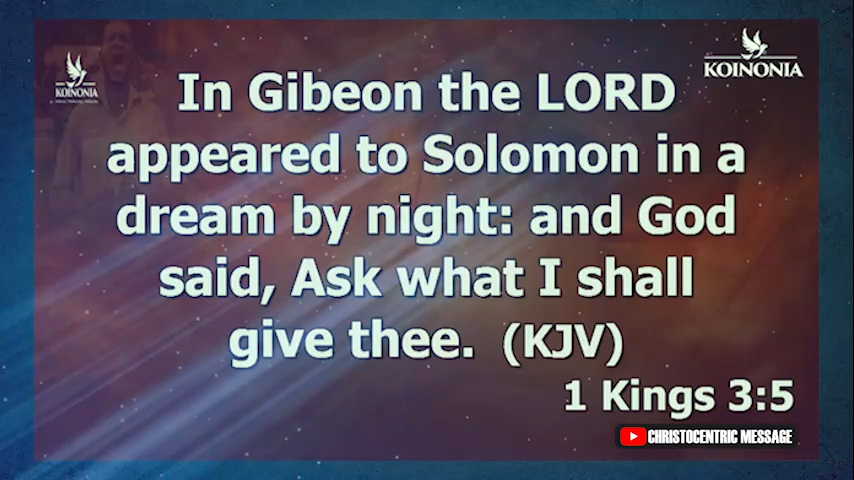 KOINONIA
KOINONIA
In Gibeon the LORD
appeared to Solomon in a
dream by night: and God
said, Ask what I shall
give thee. (KJV)
1 Kings 3:5
CHRISTOCENTRIC MESSAGE